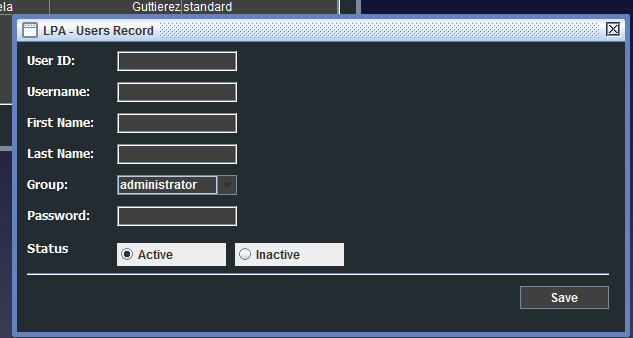 ela Guttierez standard
LPA - Users Record
User ID:
Username:
First Name:
Last Name:
Group: administrator
Password:
Status Active Inactive
Save